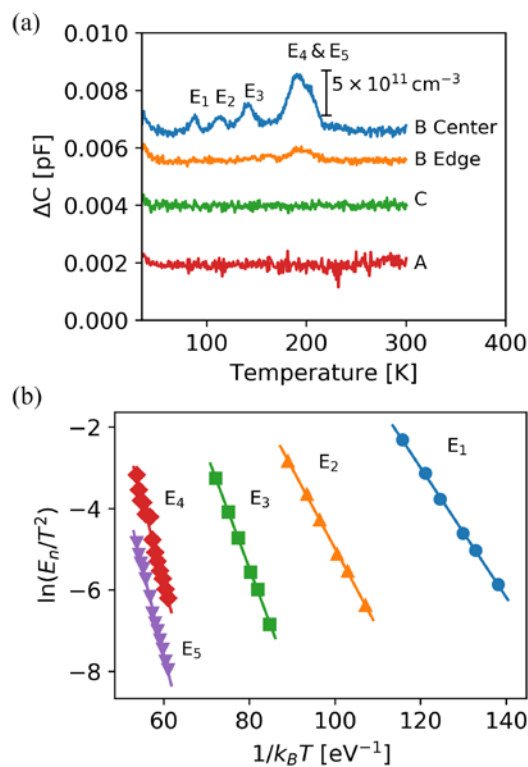 (a)
0.010
0.008
0.006
0.004
0.002
0.000
ΔC [pF]
E₁ E₂ E₃ E₄ & E₅
5 × 10¹¹ cm⁻³
B Center
B Edge
C
A
100 200 300 400
Temperature [K]
(b)
−2
−4
−6
−8
ln(Eₙ/T²)
E₁
E₂
E₃
E₄
E₅
60 80 100 120 140
1/k_BT [eV⁻¹]